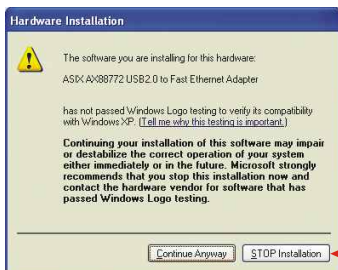 Hardware Installation
The software you are installing for this hardware:
ASIX AX88772 USB2.0 to Fast Ethernet Adapter
has not passed Windows Logo testing to verify its compatibility
with Windows XP. (Tell me why this testing is important.)
Continuing your installation of this software may impair
or destabilize the correct operation of your system
either immediately or in the future. Microsoft strongly
recommends that you stop this installation now and
contact the hardware vendor for software that has
passed Windows Logo testing.
Continue Anyway
STOP Installation